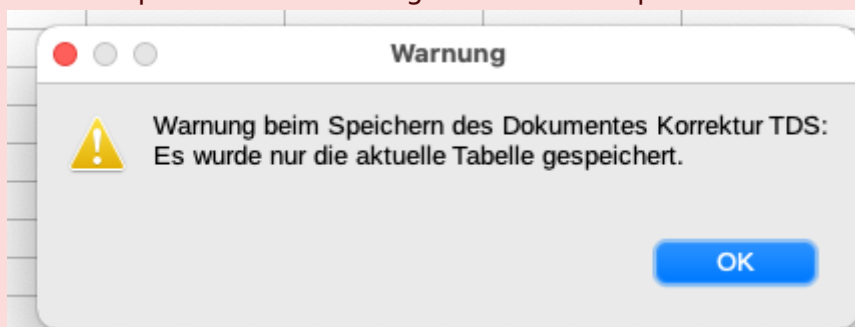 Warnung
Warnung beim Speichern des Dokumentes Korrektur TDS:
Es wurde nur die aktuelle Tabelle gespeichert.
OK